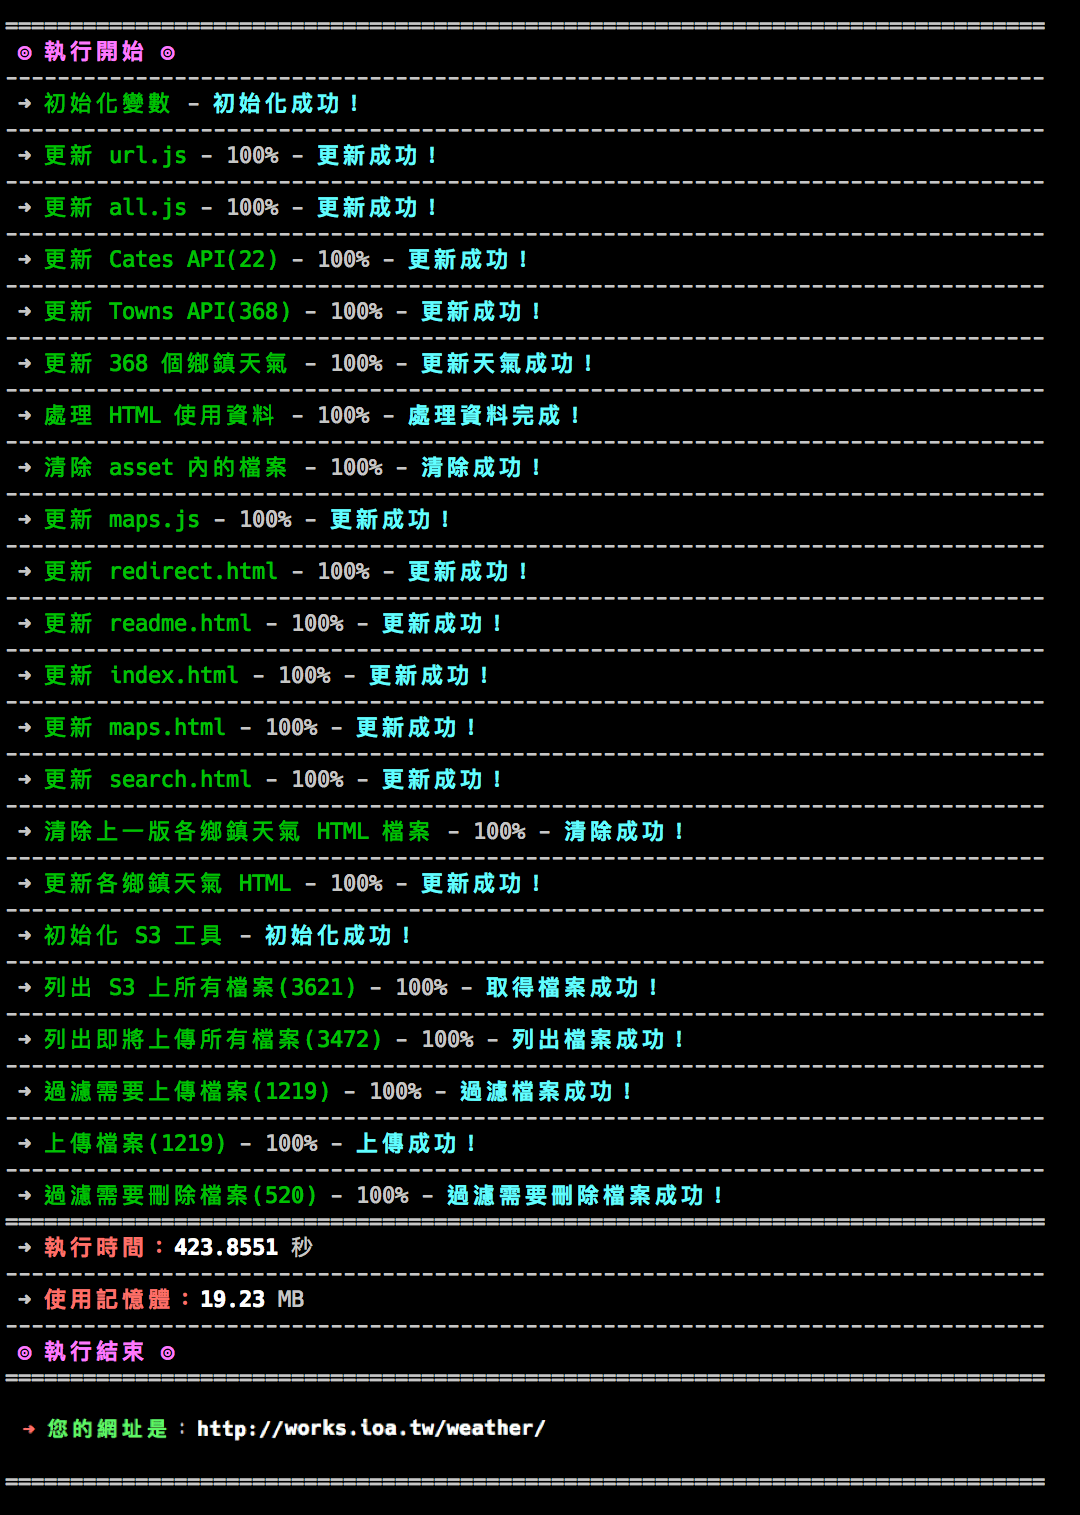 ================================================================================
◎ 執行開始 ◎
--------------------------------------------------------------------------------
➜ 初始化變數 - 初始化成功！
--------------------------------------------------------------------------------
➜ 更新 url.js - 100% - 更新成功！
--------------------------------------------------------------------------------
➜ 更新 all.js - 100% - 更新成功！
--------------------------------------------------------------------------------
➜ 更新 Cates API(22) - 100% - 更新成功！
--------------------------------------------------------------------------------
➜ 更新 Towns API(368) - 100% - 更新成功！
--------------------------------------------------------------------------------
➜ 更新 368 個鄉鎮天氣 - 100% - 更新天氣成功！
--------------------------------------------------------------------------------
➜ 處理 HTML 使用資料 - 100% - 處理資料完成！
--------------------------------------------------------------------------------
➜ 清除 asset 內的檔案 - 100% - 清除成功！
--------------------------------------------------------------------------------
➜ 更新 maps.js - 100% - 更新成功！
--------------------------------------------------------------------------------
➜ 更新 redirect.html - 100% - 更新成功！
--------------------------------------------------------------------------------
➜ 更新 readme.html - 100% - 更新成功！
--------------------------------------------------------------------------------
➜ 更新 index.html - 100% - 更新成功！
--------------------------------------------------------------------------------
➜ 更新 maps.html - 100% - 更新成功！
--------------------------------------------------------------------------------
➜ 更新 search.html - 100% - 更新成功！
--------------------------------------------------------------------------------
➜ 清除上一版各鄉鎮天氣 HTML 檔案 - 100% - 清除成功！
--------------------------------------------------------------------------------
➜ 更新各鄉鎮天氣 HTML - 100% - 更新成功！
--------------------------------------------------------------------------------
➜ 初始化 S3 工具 - 初始化成功！
--------------------------------------------------------------------------------
➜ 列出 S3 上所有檔案(3621) - 100% - 取得檔案成功！
--------------------------------------------------------------------------------
➜ 列出即將上傳所有檔案(3472) - 100% - 列出檔案成功！
--------------------------------------------------------------------------------
➜ 過濾需要上傳檔案(1219) - 100% - 過濾檔案成功！
--------------------------------------------------------------------------------
➜ 上傳檔案(1219) - 100% - 上傳成功！
--------------------------------------------------------------------------------
➜ 過濾需要刪除檔案(520) - 100% - 過濾需要刪除檔案成功！
================================================================================
➜ 執行時間：423.8551 秒
--------------------------------------------------------------------------------
➜ 使用記憶體：19.23 MB
--------------------------------------------------------------------------------
◎ 執行結束 ◎
================================================================================
➜ 您的網址是：http://works.ioa.tw/weather/
================================================================================